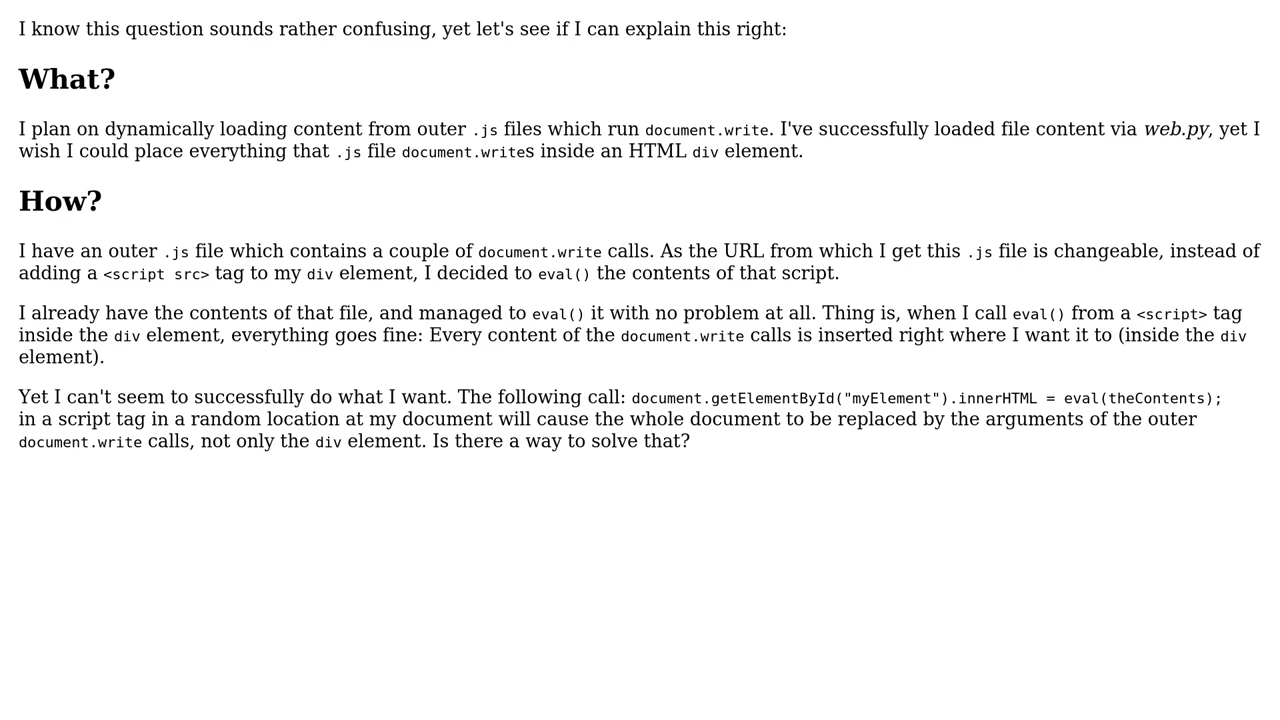 I know this question sounds rather confusing, yet let's see if I can explain this right:
What?
I plan on dynamically loading content from outer .js files which run document.write. I've successfully loaded file content via web.py, yet I
wish I could place everything that .js file document.writes inside an HTML div element.
How?
I have an outer .js file which contains a couple of document.write calls. As the URL from which I get this .js file is changeable, instead of
adding a <script src> tag to my div element, I decided to eval() the contents of that script.
I already have the contents of that file, and managed to eval() it with no problem at all. Thing is, when I call eval() from a <script> tag
inside the div element, everything goes fine: Every content of the document.write calls is inserted right where I want it to (inside the div
element).
Yet I can't seem to successfully do what I want. The following call: document.getElementById("myElement").innerHTML = eval(theContents);
in a script tag in a random location at my document will cause the whole document to be replaced by the arguments of the outer
document.write calls, not only the div element. Is there a way to solve that?